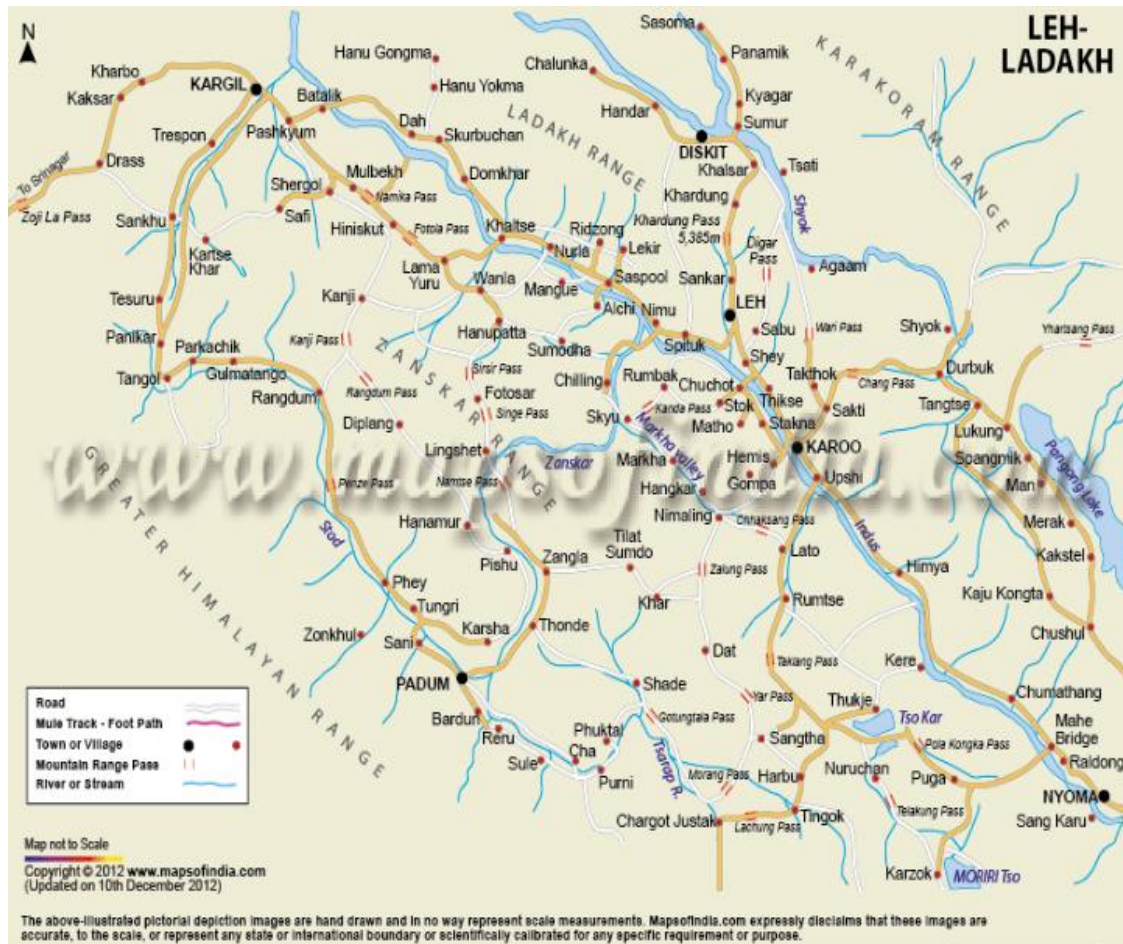 LEH-
LADAKH
N
Sasoma
Hanu Gongma
Chalunka
Panamik
KARAKORAM RANGE
Kharbo
KARGIL
Hanu Yokma
Kaksar
Batalik
LADAKH RANGE
Handar
Kyagar
Trespon
Pashkyum
Dah
Skurbuchan
Sumur
DISKIT
Drass
Mulbekh
Khalsar
Tsati
To Srinagar
Shergol
Namika Pass
Domkhar
Khardung
Shyok
Zoji La Pass
Sankhu
Safi
Hiniskut
Fotola Pass
Khaltse
Ridzong
Khardung Pass
5,385m
Digar
Pass
Kartse
Khar
Nurla
Lekir
Lama
Yuru
Wanla
Saspool
Sankar
Agaam
Tesuru
Kanji
Mangue
Alchi
Nimu
LEH
Panikar
Parkachik
Kanji Pass
Hanupatta
Sumodha
Spituk
Sabu
Wari Pass
Shyok
Yhartsang Pass
ZANSKAR RANGE
Shey
Tangol
Gulmatango
Sirsir Pass
Chilling
Rumbak
Chuchot
Takthok
Chang Pass
Durbuk
Rangdum
Rangdum Pass
Fotosar
Thikse
Tangtse
Singe Pass
Skyu
Kanda Pass
Stok
Sakti
Diplang
Matho
Stakna
Lukung
www.mapsofindia.com
GREATER HIMALAYAN RANGE
Lingshet
Zanskar
Markha
Markha valley
Hemis
KAROO
Spangmik
Pangong Lake
Penze Pass
Namtse Pass
Hangkar
Gompa
Upshi
Man
Stod
Hanamur
Nimaling
Chhaksang Pass
Indus
Merak
Pishu
Zangla
Tilat
Sumdo
Lato
Kakstel
Phey
Zalung Pass
Himya
Tungri
Khar
Rumtse
Kaju Kongta
Zonkhul
Sani
Karsha
Thonde
Chushul
PADUM
Dat
Taklang Pass
Kere
Shade
Yar Pass
Thukje
Chumathang
Road
Mule Track - Foot Path
Town or Village
Mountain Range Pass
River or Stream
Bardun
Reru
Phuktal
Gotungtala Pass
Tso Kar
Mahe
Bridge
Sule
Cha
Purni
Tsarap R.
Sangtha
Pola Kongka Pass
Raldong
Morang Pass
Harbu
Nuruchan
Puga
NYOMA
Chargot Justak
Lachung Pass
Tingok
Telakung Pass
Sang Karu
Karzok
MORIRI Tso
Map not to Scale
Copyright © 2012 www.mapsofindia.com
(Updated on 10th December 2012)
The above-illustrated pictorial depiction images are hand drawn and in no way represent scale measurements. Mapsofindia.com expressly disclaims that these images are
accurate, to the scale, or represent any state or international boundary or scientifically calibrated for any specific requirement or purpose.